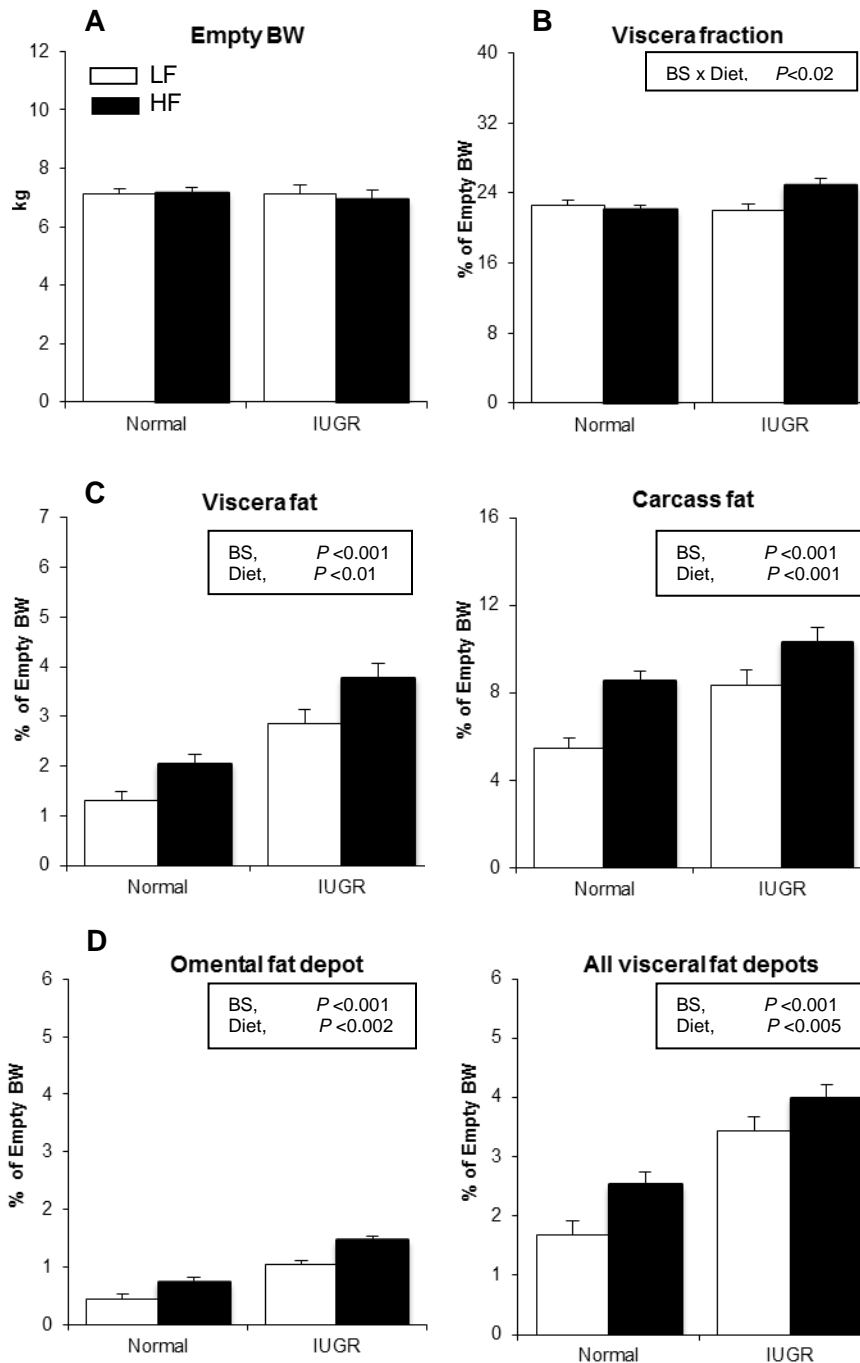 A
Empty BW
LF
HF
12
10
8
6
4
2
0
kg
Normal IUGR
B
Viscera fraction
BS x Diet, P<0.02
40
32
24
16
8
0
% of Empty BW
Normal IUGR
C
Viscera fat
BS, P <0.001
Diet, P <0.01
7
6
5
4
3
2
1
0
% of Empty BW
Normal IUGR
Carcass fat
BS, P <0.001
Diet, P <0.001
16
12
8
4
0
% of Empty BW
Normal IUGR
D
Omental fat depot
BS, P <0.001
Diet, P <0.002
6
5
4
3
2
1
0
% of Empty BW
Normal IUGR
All visceral fat depots
BS, P <0.001
Diet, P <0.005
6
5
4
3
2
1
0
% of Empty BW
Normal IUGR